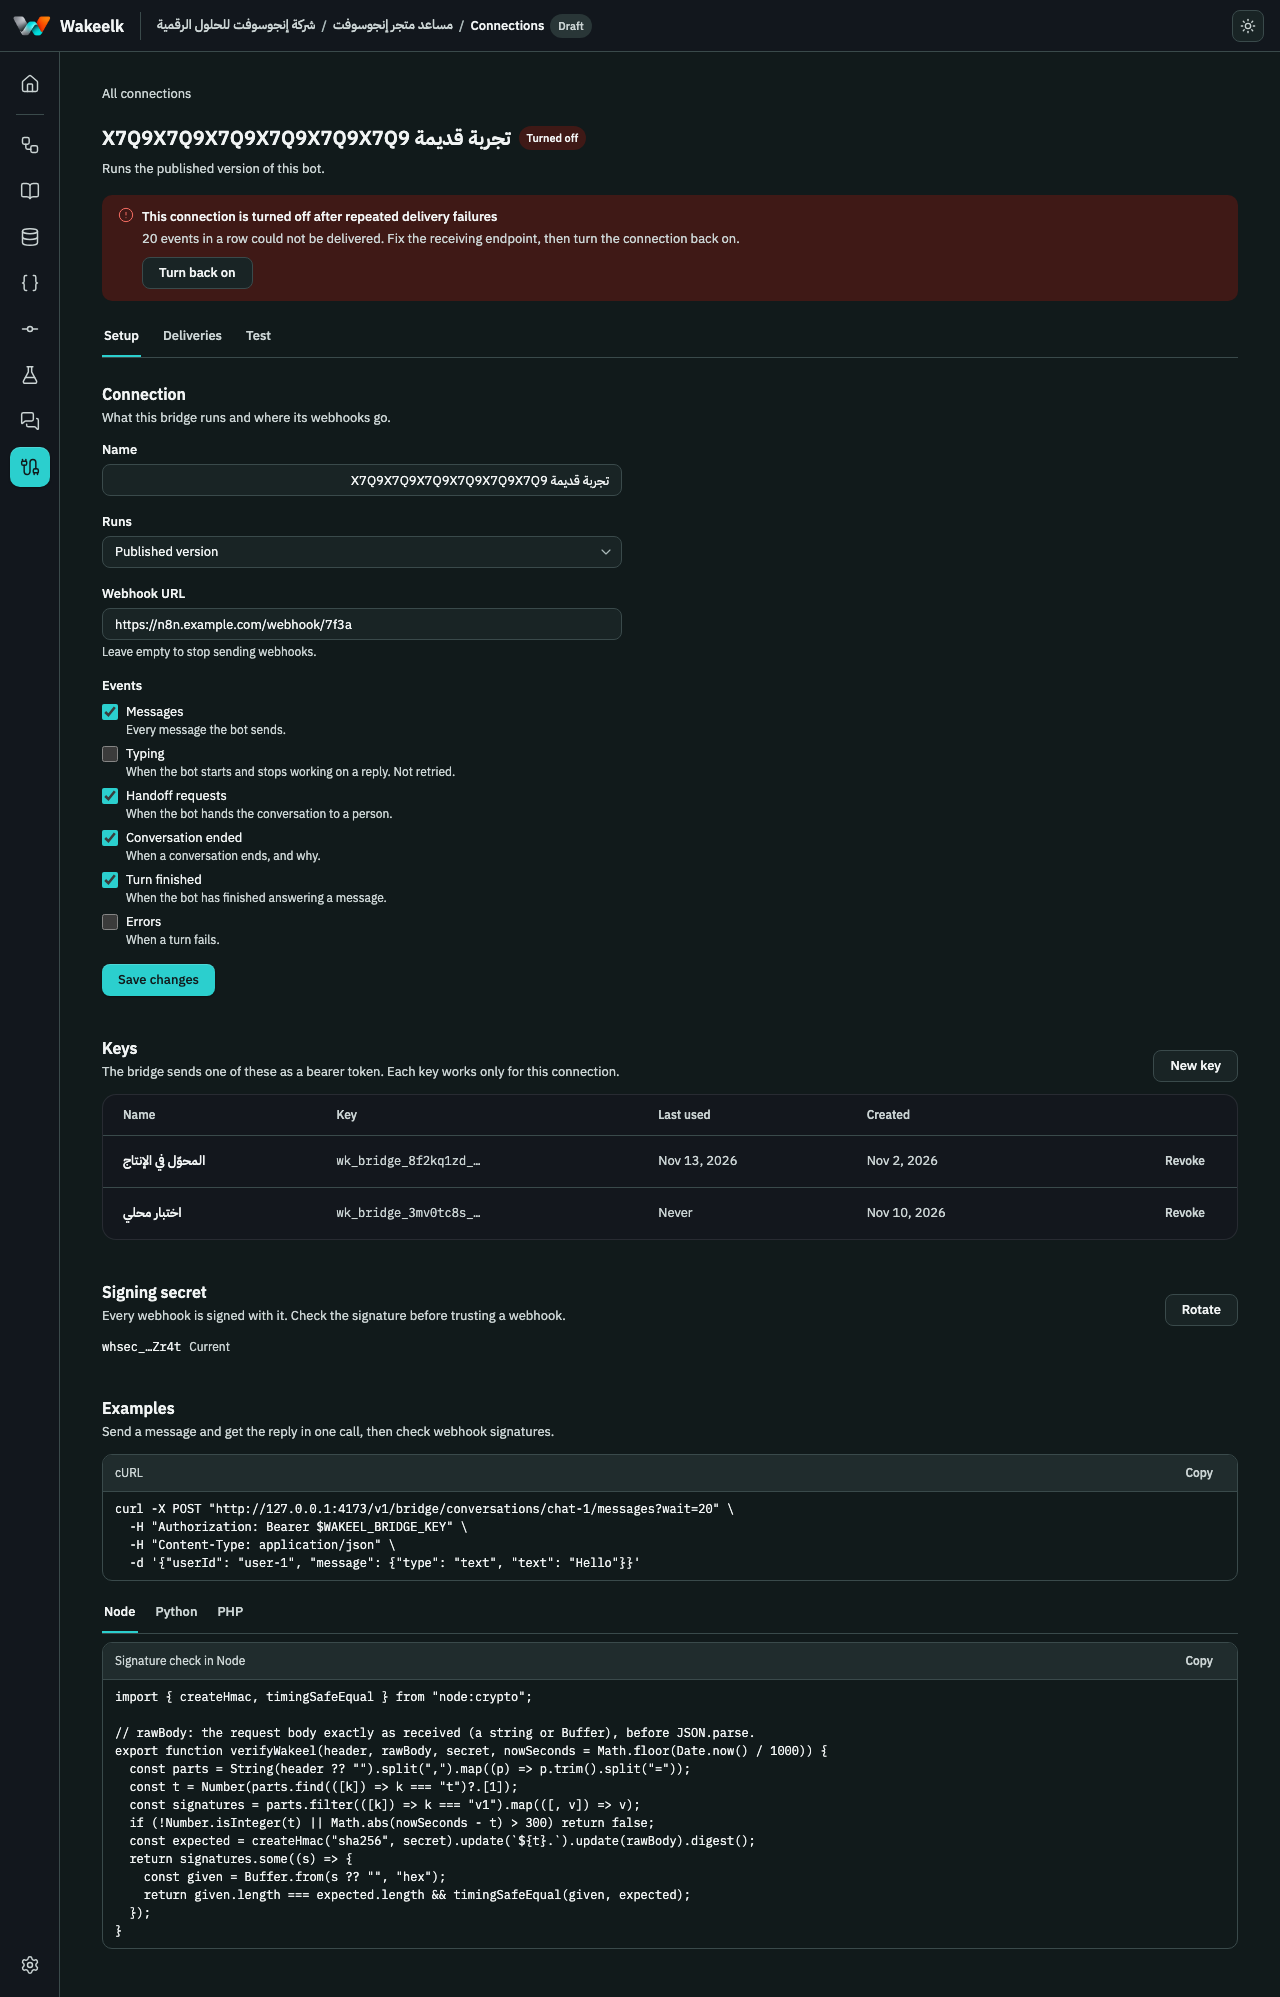 Wakeelk
شركة إنجوسوفت للحلول الرقمية / مساعد متجر إنجوسوفت / Connections Draft
All connections
تجربة قديمة X7Q9X7Q9X7Q9X7Q9X7Q9X7Q9 Turned off
Runs the published version of this bot.
This connection is turned off after repeated delivery failures
20 events in a row could not be delivered. Fix the receiving endpoint, then turn the connection back on.
Turn back on
Setup Deliveries Test
Connection
What this bridge runs and where its webhooks go.
Name
تجربة قديمة X7Q9X7Q9X7Q9X7Q9X7Q9X7Q9
Runs
Published version
Webhook URL
https://n8n.example.com/webhook/7f3a
Leave empty to stop sending webhooks.
Events
Messages
Every message the bot sends.
Typing
When the bot starts and stops working on a reply. Not retried.
Handoff requests
When the bot hands the conversation to a person.
Conversation ended
When a conversation ends, and why.
Turn finished
When the bot has finished answering a message.
Errors
When a turn fails.
Save changes
Keys
The bridge sends one of these as a bearer token. Each key works only for this connection.
New key
Name Key Last used Created
المحوّل في الإنتاج wk_bridge_8f2kq1zd_… Nov 13, 2026 Nov 2, 2026 Revoke
اختبار محلي wk_bridge_3mv0tc8s_… Never Nov 10, 2026 Revoke
Signing secret
Every webhook is signed with it. Check the signature before trusting a webhook.
Rotate
whsec_…Zr4t Current
Examples
Send a message and get the reply in one call, then check webhook signatures.
cURL Copy
curl -X POST "http://127.0.0.1:4173/v1/bridge/conversations/chat-1/messages?wait=20" \
  -H "Authorization: Bearer $WAKEEL_BRIDGE_KEY" \
  -H "Content-Type: application/json" \
  -d '{"userId": "user-1", "message": {"type": "text", "text": "Hello"}}'
Node Python PHP
Signature check in Node Copy
import { createHmac, timingSafeEqual } from "node:crypto";
// rawBody: the request body exactly as received (a string or Buffer), before JSON.parse.
export function verifyWakeel(header, rawBody, secret, nowSeconds = Math.floor(Date.now() / 1000)) {
  const parts = String(header ?? "").split(",").map((p) => p.trim().split("="));
  const t = Number(parts.find(([k]) => k === "t")?.[1]);
  const signatures = parts.filter(([k]) => k === "v1").map(([, v]) => v);
  if (!Number.isInteger(t) || Math.abs(nowSeconds - t) > 300) return false;
  const expected = createHmac("sha256", secret).update(`${t}.`).update(rawBody).digest();
  return signatures.some((s) => {
    const given = Buffer.from(s ?? "", "hex");
    return given.length === expected.length && timingSafeEqual(given, expected);
  });
}